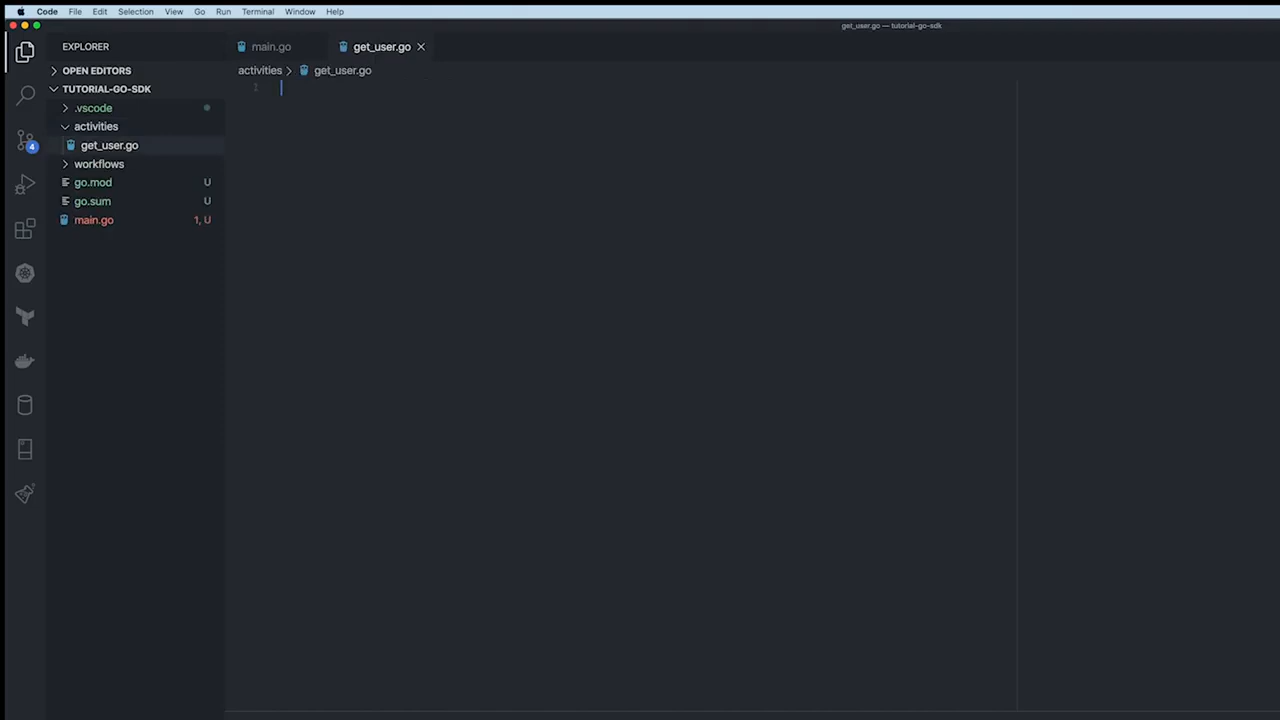 Code File Edit Selection View Go Run Terminal Window Help
get_user.go — tutorial-go-sdk
EXPLORER
main.go
get_user.go
OPEN EDITORS
activities > get_user.go
TUTORIAL-GO-SDK
1
.vscode
activities
get_user.go
4
workflows
go.mod U
go.sum U
main.go 1, U